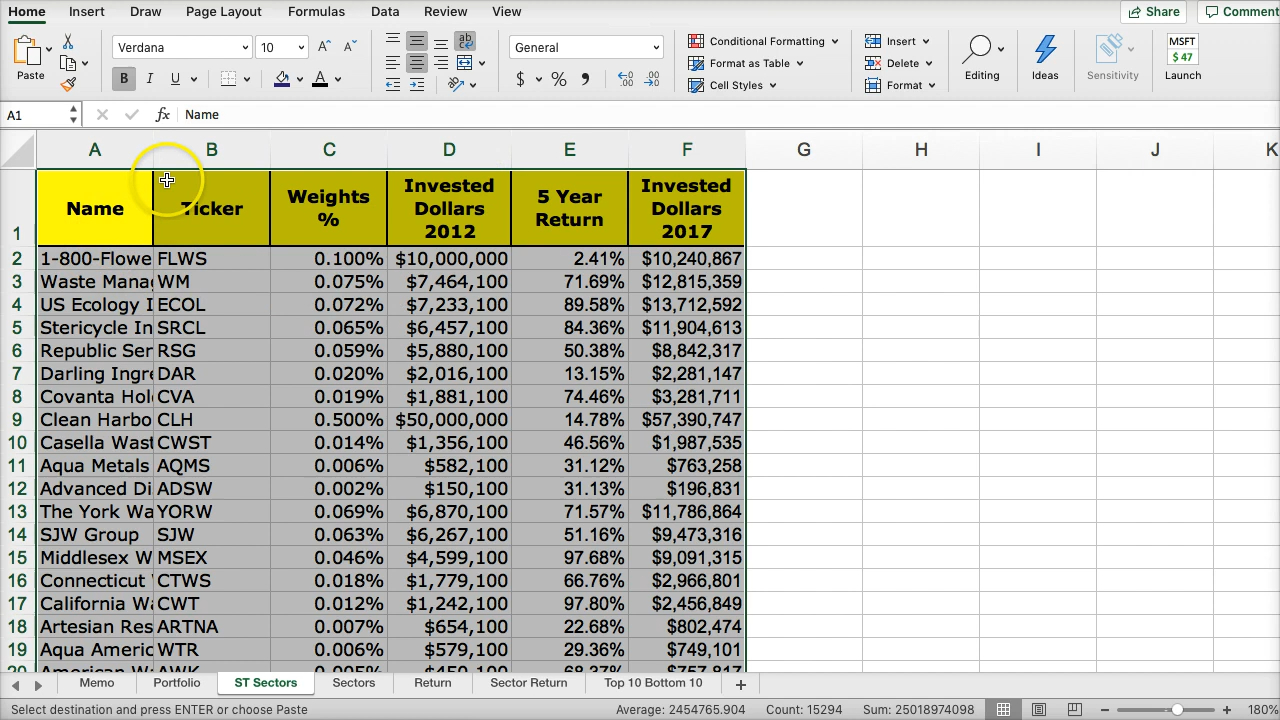 Home Insert Draw Page Layout Formulas Data Review View Share Comment
Paste Verdana 10 A^ A^ ab General Conditional Formatting Insert MSFT
B I U A $ % 9 Format as Table Delete $ 47
Cell Styles Format Editing Ideas Sensitivity Launch
A1 fx Name
A B C D E F G H I J K
1 Name Ticker Weights % Invested Dollars 2012 5 Year Return Invested Dollars 2017
2 1-800-Flowe FLWS 0.100% $10,000,000 2.41% $10,240,867
3 Waste Mana WM 0.075% $7,464,100 71.69% $12,815,359
4 US Ecology I ECOL 0.072% $7,233,100 89.58% $13,712,592
5 Stericycle In SRCL 0.065% $6,457,100 84.36% $11,904,613
6 Republic Ser RSG 0.059% $5,880,100 50.38% $8,842,317
7 Darling Ingre DAR 0.020% $2,016,100 13.15% $2,281,147
8 Covanta Hol CVA 0.019% $1,881,100 74.46% $3,281,711
9 Clean Harbo CLH 0.500% $50,000,000 14.78% $57,390,747
10 Casella Wast CWST 0.014% $1,356,100 46.56% $1,987,535
11 Aqua Metals AQMS 0.006% $582,100 31.12% $763,258
12 Advanced Di ADSW 0.002% $150,100 31.13% $196,831
13 The York Wa YORW 0.069% $6,870,100 71.57% $11,786,864
14 SJW Group SJW 0.063% $6,267,100 51.16% $9,473,316
15 Middlesex W MSEX 0.046% $4,599,100 97.68% $9,091,315
16 Connecticut CTWS 0.018% $1,779,100 66.76% $2,966,801
17 California Wa CWT 0.012% $1,242,100 97.80% $2,456,849
18 Artesian Res ARTNA 0.007% $654,100 22.68% $802,474
19 Aqua Americ WTR 0.006% $579,100 29.36% $749,101
20 American Wa AWK 0.005% $450,100 68.37% $757,817
Memo Portfolio ST Sectors Sectors Return Sector Return Top 10 Bottom 10 +
Select destination and press ENTER or choose Paste Average: 2454765.904 Count: 15294 Sum: 25018974098 180%